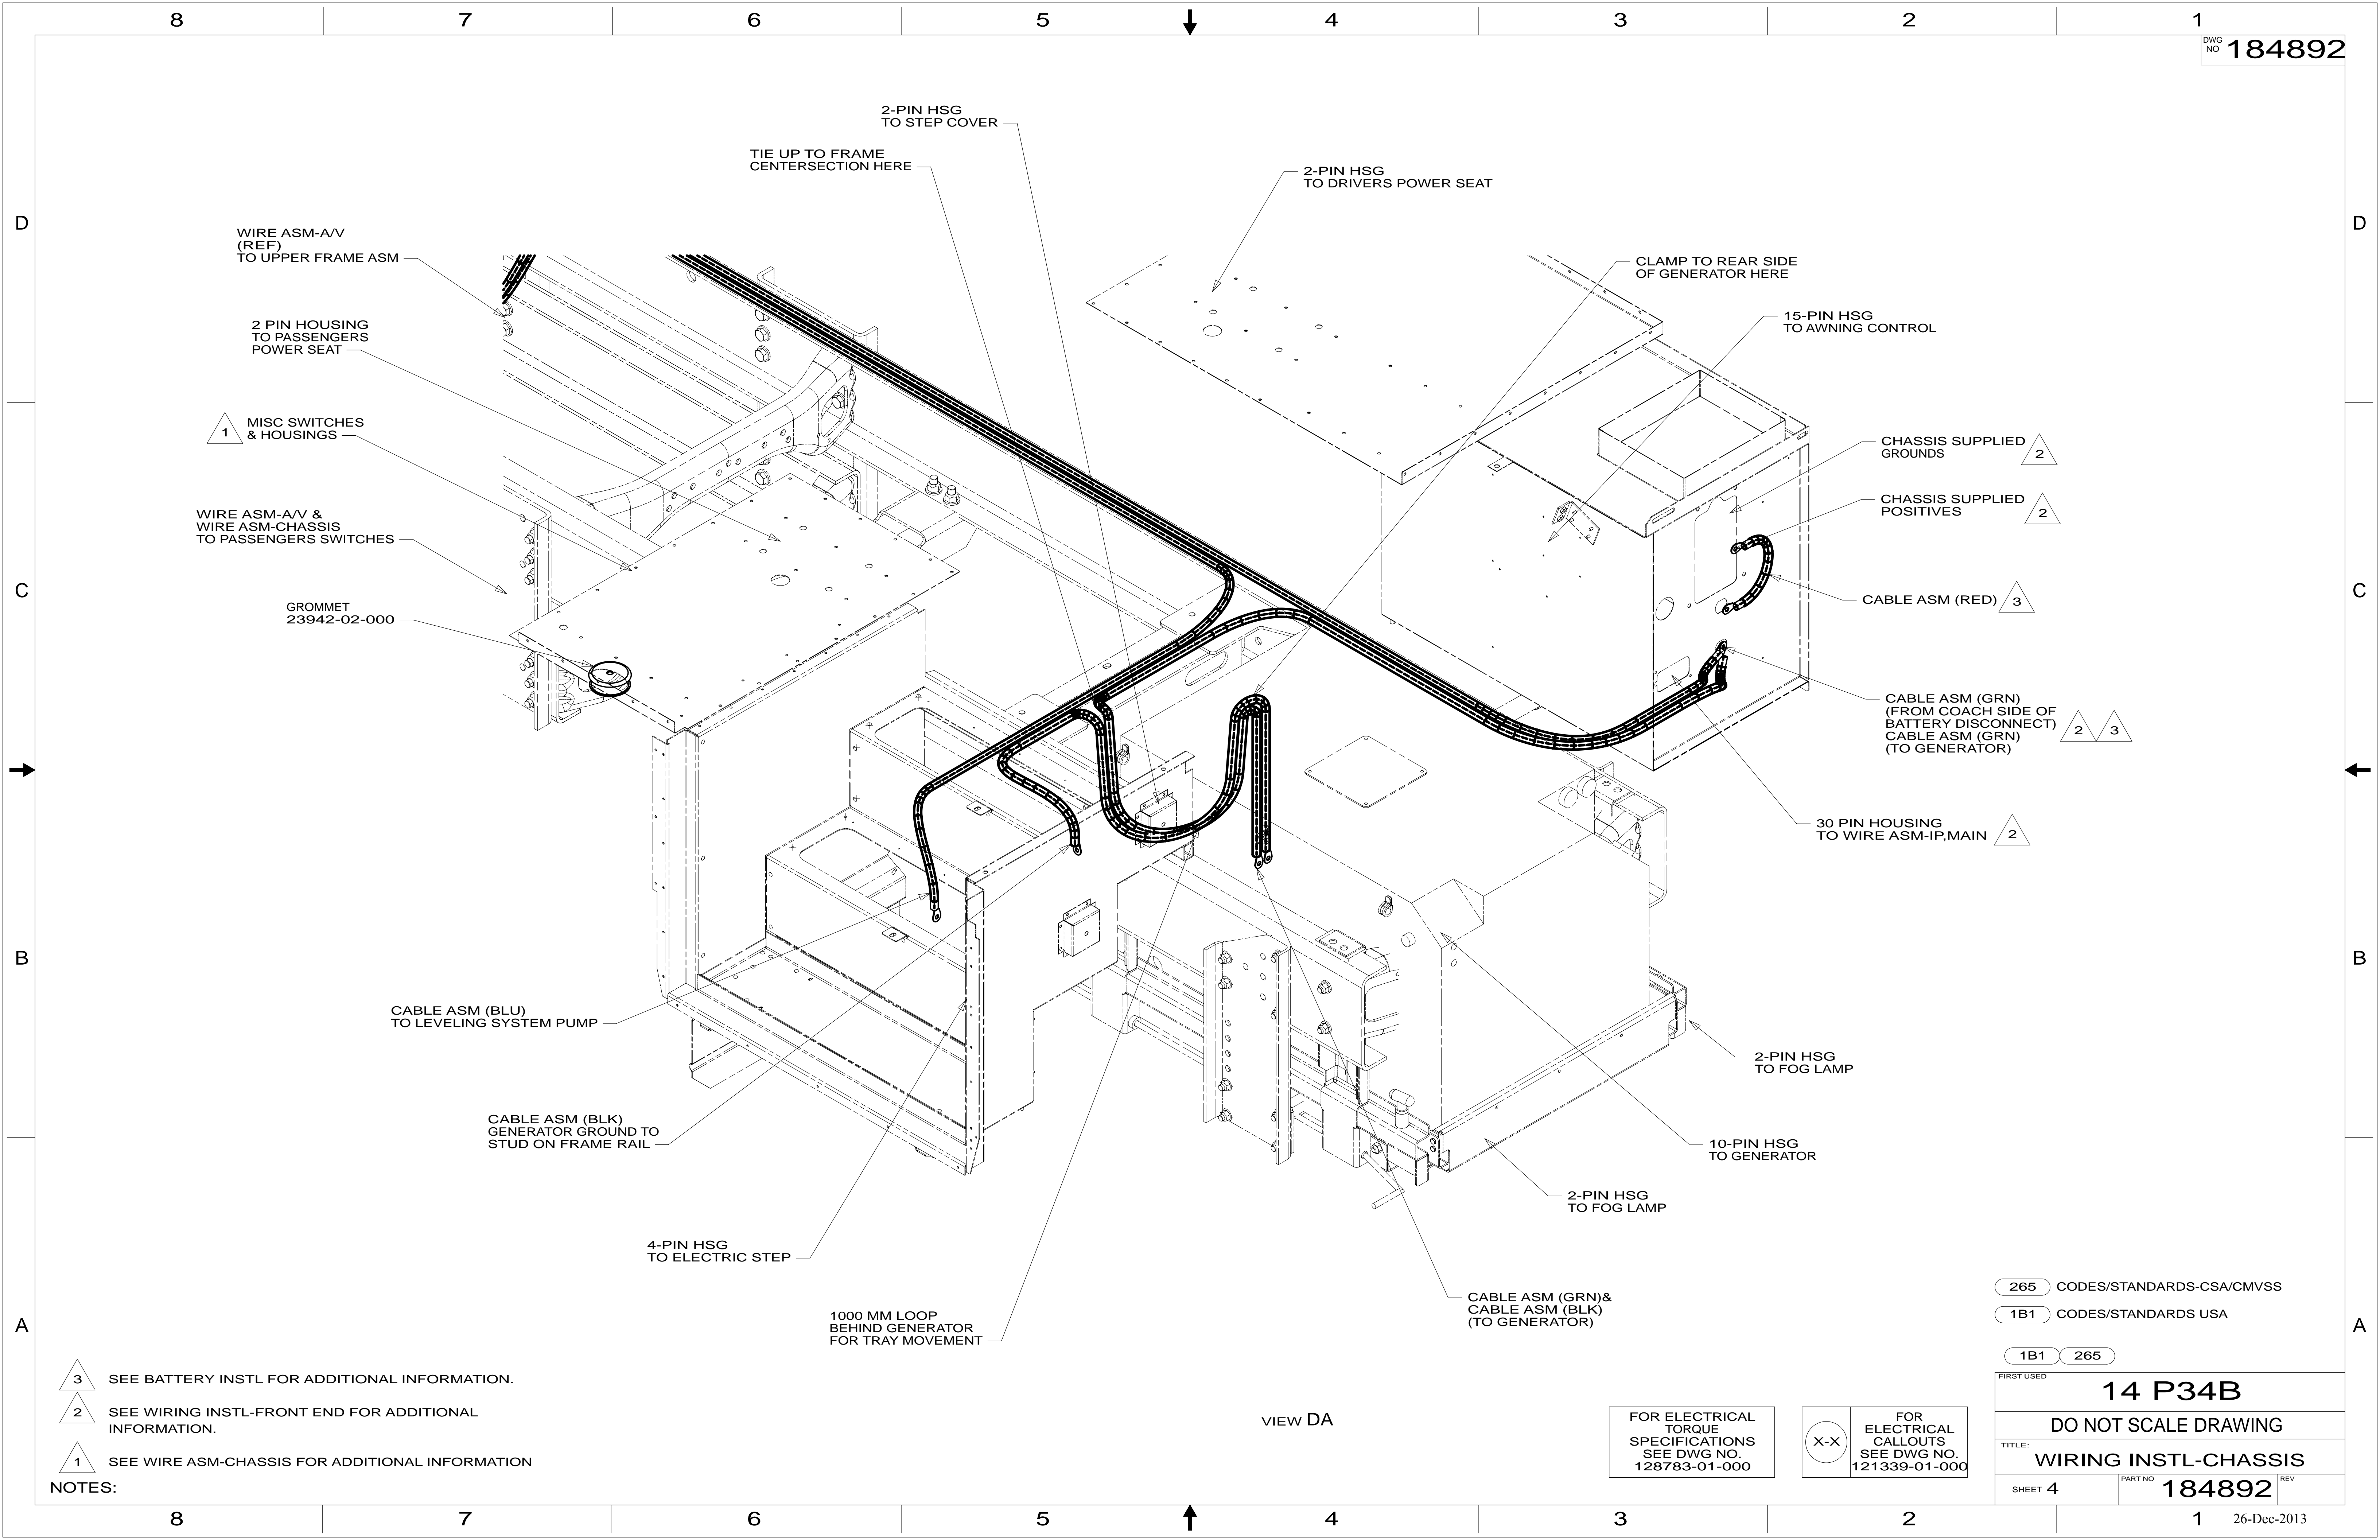 8 7 6 5 4 3 2 1
DWG
NO 184892
2-PIN HSG
TO STEP COVER
TIE UP TO FRAME
CENTERSECTION HERE
2-PIN HSG
TO DRIVERS POWER SEAT
D
D
WIRE ASM-A/V
(REF)
TO UPPER FRAME ASM
CLAMP TO REAR SIDE
OF GENERATOR HERE
2 PIN HOUSING
TO PASSENGERS
POWER SEAT
15-PIN HSG
TO AWNING CONTROL
1
MISC SWITCHES
& HOUSINGS
CHASSIS SUPPLIED
GROUNDS
2
CHASSIS SUPPLIED
POSITIVES
2
WIRE ASM-A/V &
WIRE ASM-CHASSIS
TO PASSENGERS SWITCHES
C
C
CABLE ASM (RED)
3
GROMMET
23942-02-000
CABLE ASM (GRN)
(FROM COACH SIDE OF
BATTERY DISCONNECT)
CABLE ASM (GRN)
(TO GENERATOR)
2 3
30 PIN HOUSING
TO WIRE ASM-IP,MAIN
2
B
B
CABLE ASM (BLU)
TO LEVELING SYSTEM PUMP
2-PIN HSG
TO FOG LAMP
CABLE ASM (BLK)
GENERATOR GROUND TO
STUD ON FRAME RAIL
10-PIN HSG
TO GENERATOR
2-PIN HSG
TO FOG LAMP
4-PIN HSG
TO ELECTRIC STEP
CABLE ASM (GRN)&
CABLE ASM (BLK)
(TO GENERATOR)
1000 MM LOOP
BEHIND GENERATOR
FOR TRAY MOVEMENT
A
A
265 CODES/STANDARDS-CSA/CMVSS
1B1 CODES/STANDARDS USA
1B1 265
3 SEE BATTERY INSTL FOR ADDITIONAL INFORMATION.
2 SEE WIRING INSTL-FRONT END FOR ADDITIONAL
INFORMATION.
1 SEE WIRE ASM-CHASSIS FOR ADDITIONAL INFORMATION
NOTES:
VIEW DA
FOR ELECTRICAL
TORQUE
SPECIFICATIONS
SEE DWG NO.
128783-01-000
X-X
FOR
ELECTRICAL
CALLOUTS
SEE DWG NO.
121339-01-000
FIRST USED
14 P34B
DO NOT SCALE DRAWING
TITLE:
WIRING INSTL-CHASSIS
SHEET 4
PART NO 184892
REV
8 7 6 5 4 3 2 1
26-Dec-2013